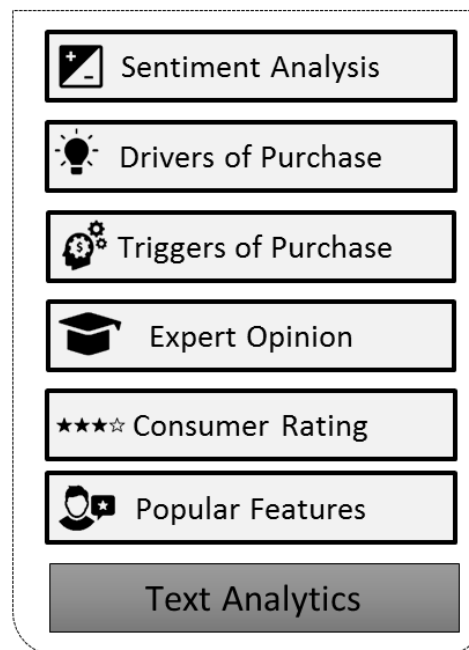 Sentiment Analysis
Drivers of Purchase
Triggers of Purchase
Expert Opinion
Consumer Rating
Popular Features
Text Analytics